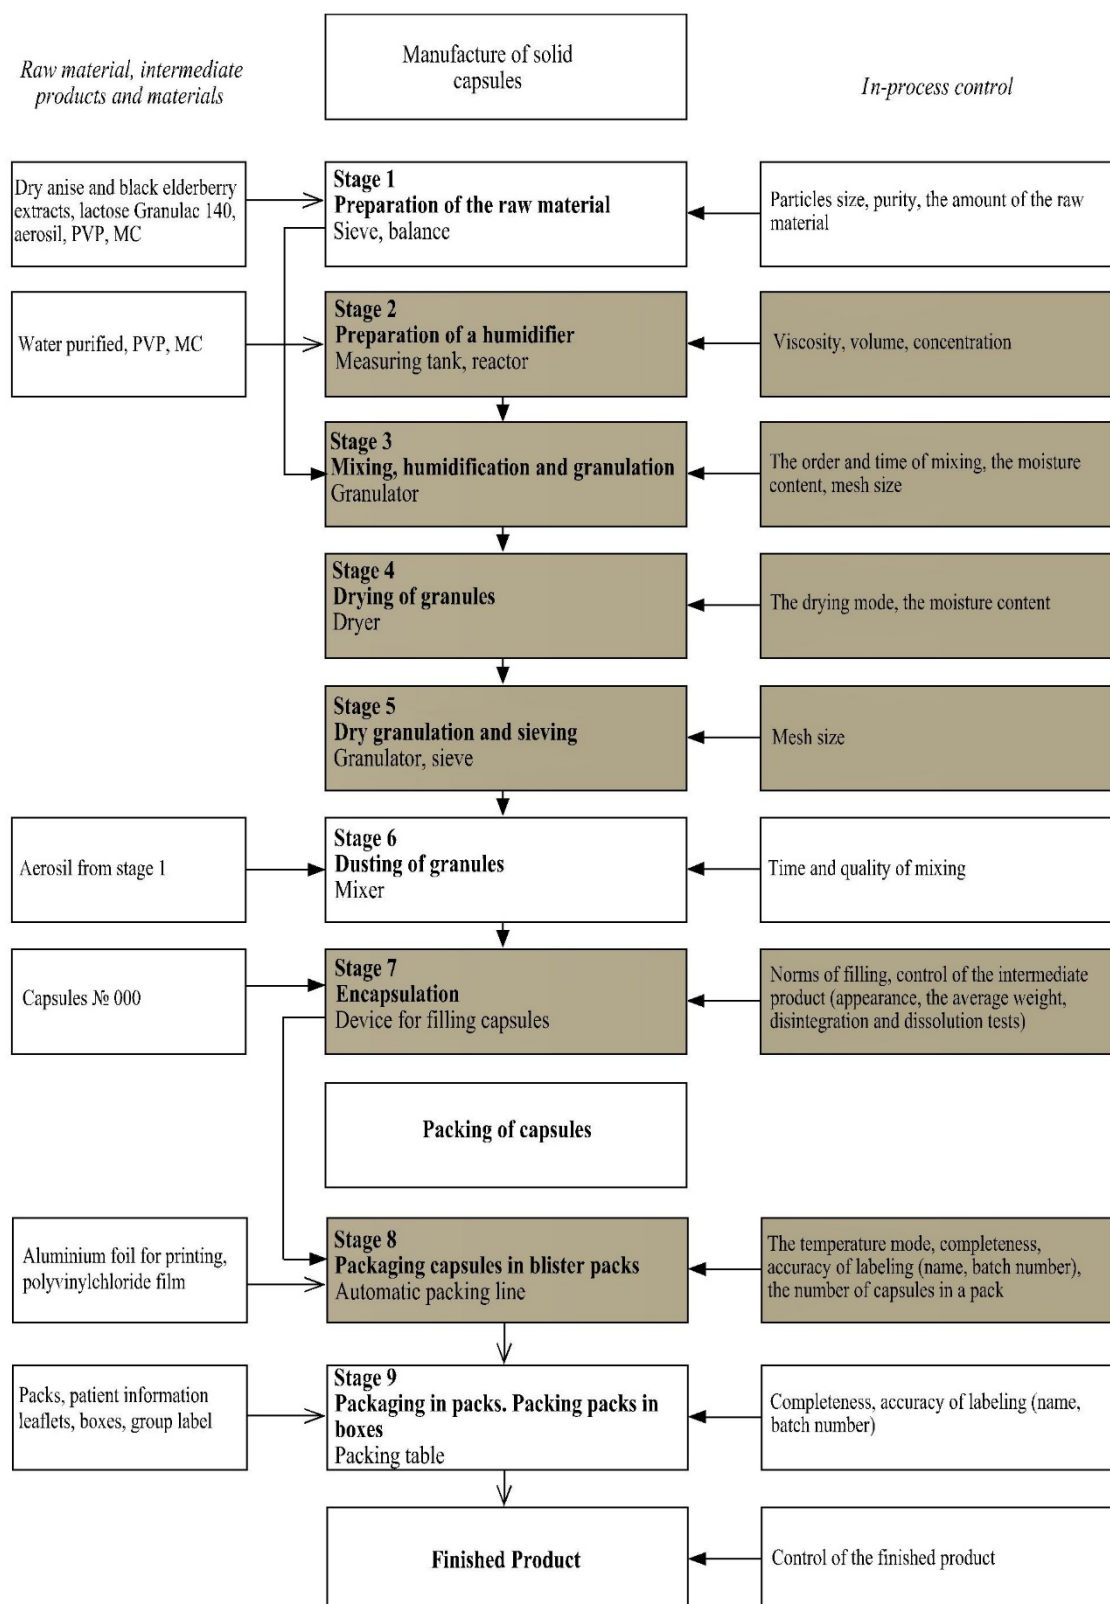 Raw material, intermediate
products and materials
Manufacture of solid
capsules
In-process control
Dry anise and black elderberry
extracts, lactose Granulac 140,
aerosil, PVP, MC
Stage 1
Preparation of the raw material
Sieve, balance
Particles size, purity, the amount of the raw
material
Water purified, PVP, MC
Stage 2
Preparation of a humidifier
Measuring tank, reactor
Viscosity, volume, concentration
Stage 3
Mixing, humidification and granulation
Granulator
The order and time of mixing, the moisture
content, mesh size
Stage 4
Drying of granules
Dryer
The drying mode, the moisture content
Stage 5
Dry granulation and sieving
Granulator, sieve
Mesh size
Aerosil from stage 1
Stage 6
Dusting of granules
Mixer
Time and quality of mixing
Capsules № 000
Stage 7
Encapsulation
Device for filling capsules
Norms of filling, control of the intermediate
product (appearance, the average weight,
disintegration and dissolution tests)
Packing of capsules
Aluminium foil for printing,
polyvinylchloride film
Stage 8
Packaging capsules in blister packs
Automatic packing line
The temperature mode, completeness,
accuracy of labeling (name, batch number),
the number of capsules in a pack
Packs, patient information
leaflets, boxes, group label
Stage 9
Packaging in packs. Packing packs in
boxes
Packing table
Completeness, accuracy of labeling (name,
batch number)
Finished Product
Control of the finished product